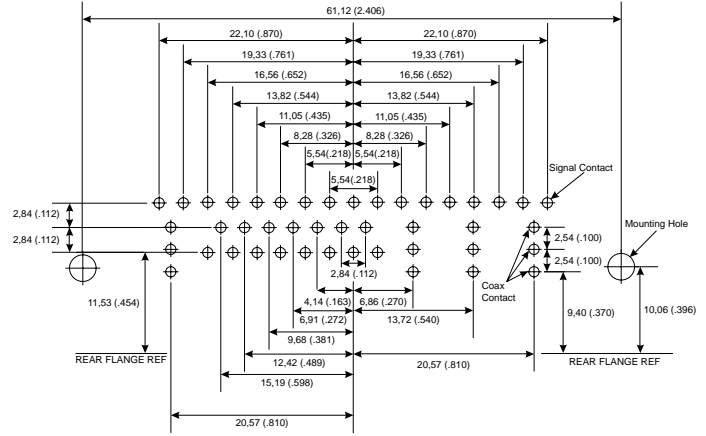 61,12 (2.406)
22,10 (.870) 22,10 (.870)
19,33 (.761) 19,33 (.761)
16,56 (.652) 16,56 (.652)
13,82 (.544) 13,82 (.544)
11,05 (.435) 11,05 (.435)
8,28 (.326) 8,28 (.326)
5,54(.218) 5,54(.218)
Signal Contact
5,54(.218)
2,84 (.112)
Mounting Hole
2,84 (.112)
2,54 (.100)
2,54 (.100)
2,84 (.112)
Coax
Contact
11,53 (.454)
4,14 (.163) 6,86 (.270)
9,40 (.370)
10,06 (.396)
6,91 (.272)
13,72 (.540)
9,68 (.381)
REAR FLANGE REF
12,42 (.489)
20,57 (.810)
REAR FLANGE REF
15,19 (.598)
20,57 (.810)